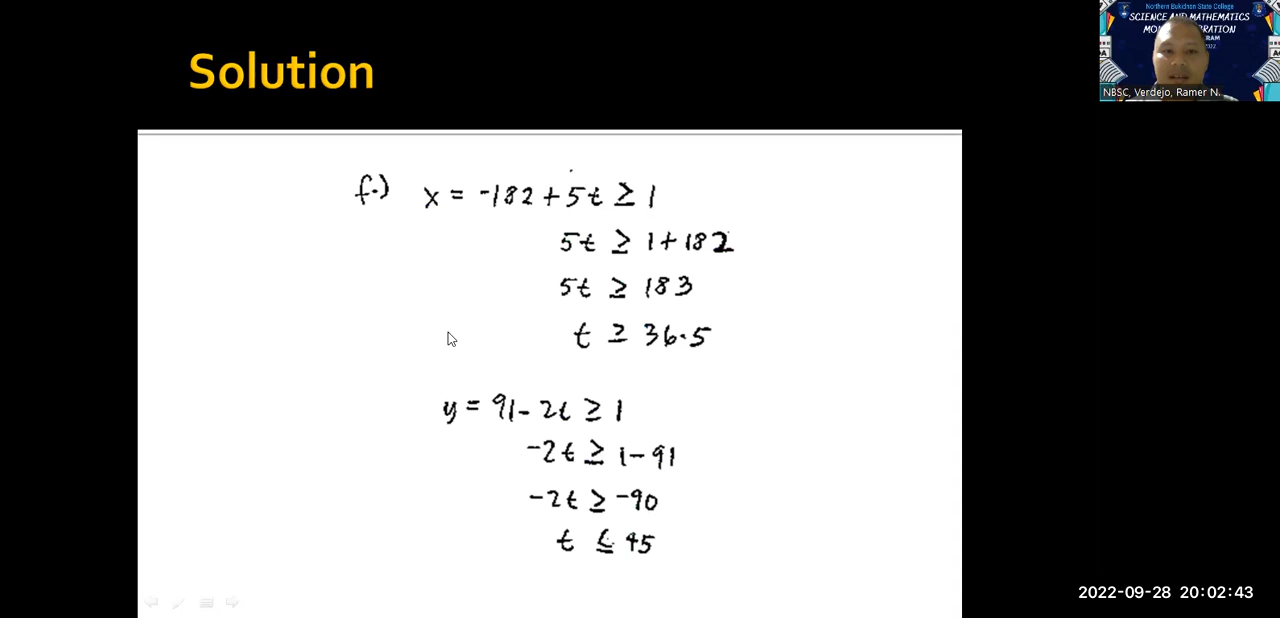 Northern Bukidnon State College
SCIENCE AND MATHEMATICS
Solution
NBSC, Verdejo, Ramer N.
f.) x = -182 + 5t ≥ 1
5t ≥ 1 + 182
5t ≥ 183
t ≥ 36.5
y = 91 - 2t ≥ 1
-2t ≥ 1 - 91
-2t ≥ -90
t ≤ 45
2022-09-28 20:02:43